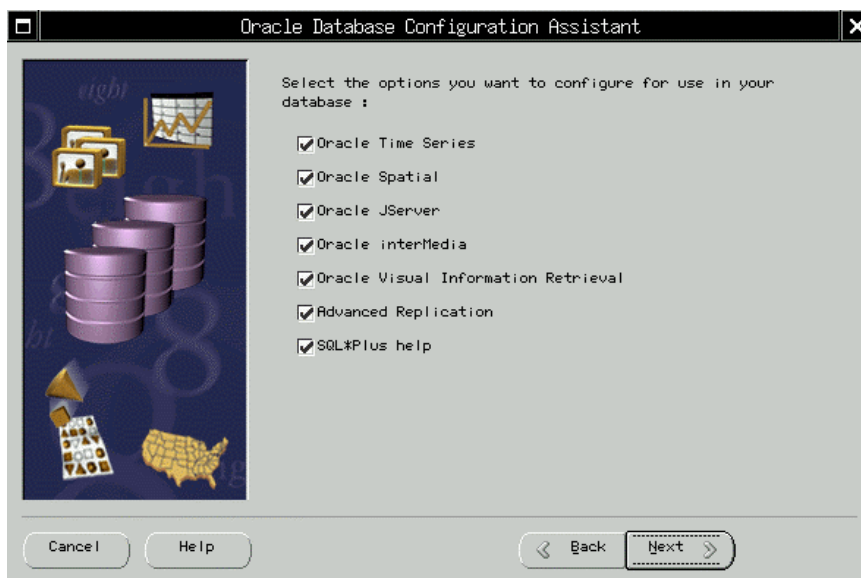 Oracle Database Configuration Assistant
eight
Select the options you want to configure for use in your
database :
Oracle Time Series
Oracle Spatial
Oracle JServer
Oracle interMedia
Oracle Visual Information Retrieval
Advanced Replication
SQL*Plus help
8
Cancel
Help
Back
Next